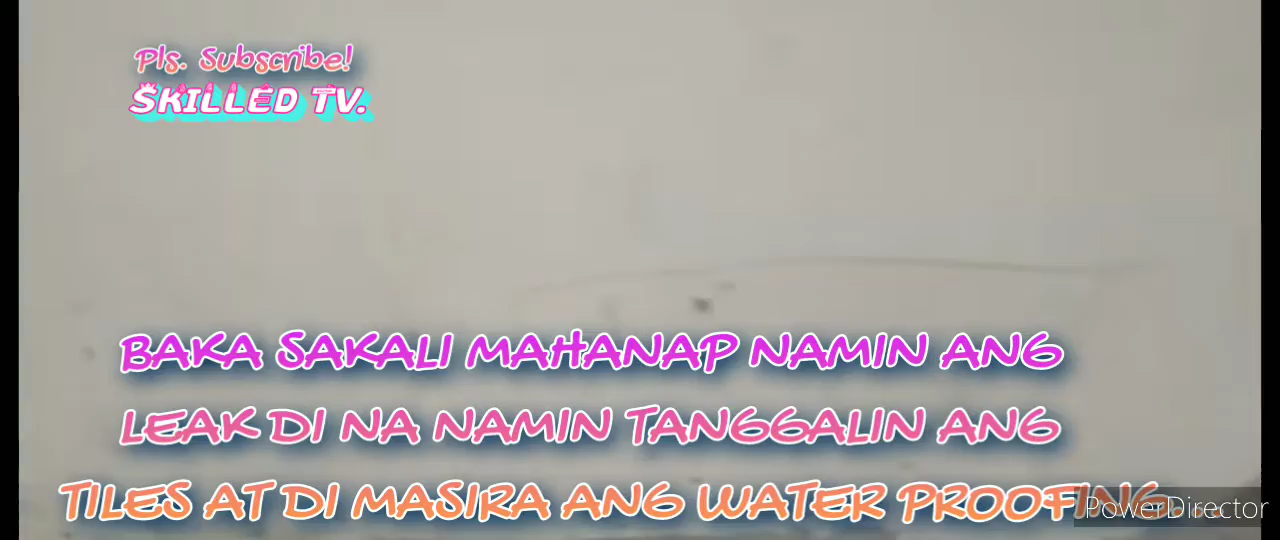 Pls. Subscribe!
SKILLED TV.
BAKA SAKALI MAHANAP NAMIN ANG
LEAK DI NA NAMIN TANGGALIN ANG
TILES AT DI MASIRA ANG WATER PROOFING...
PowerDirector